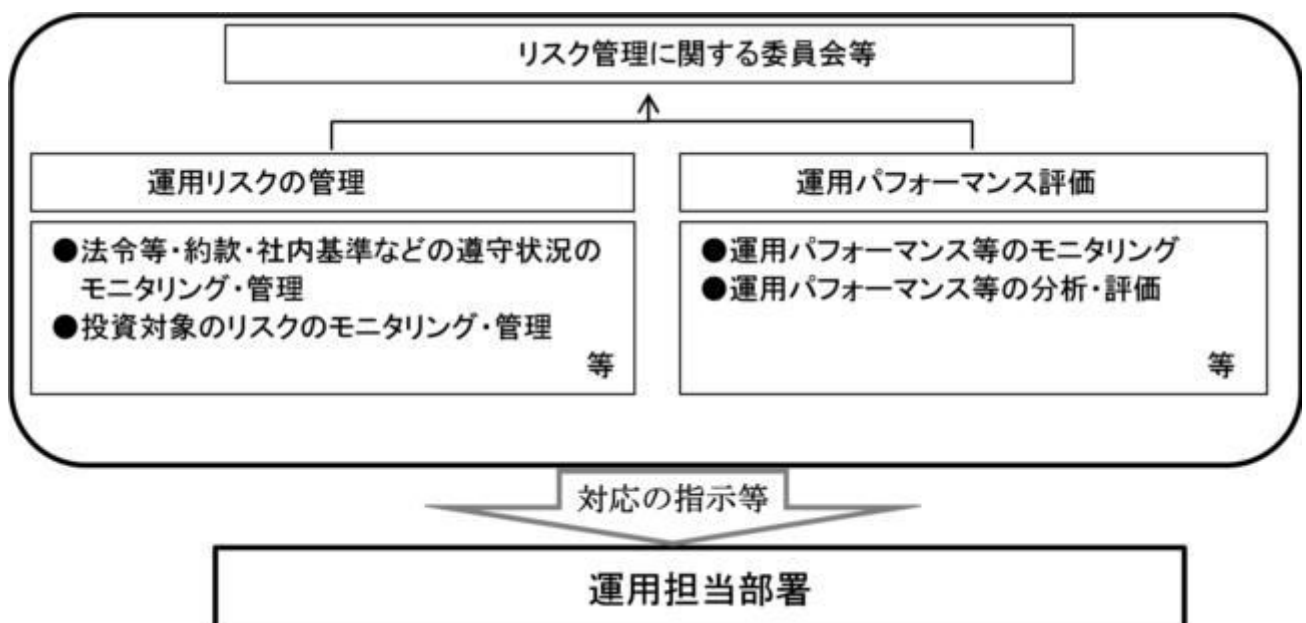 リスク管理に関する委員会等
運用リスクの管理
●法令等・約款・社内基準などの遵守状況の
モニタリング・管理
●投資対象のリスクのモニタリング・管理
等
運用パフォーマンス評価
●運用パフォーマンス等のモニタリング
●運用パフォーマンス等の分析・評価
等
対応の指示等
運用担当部署